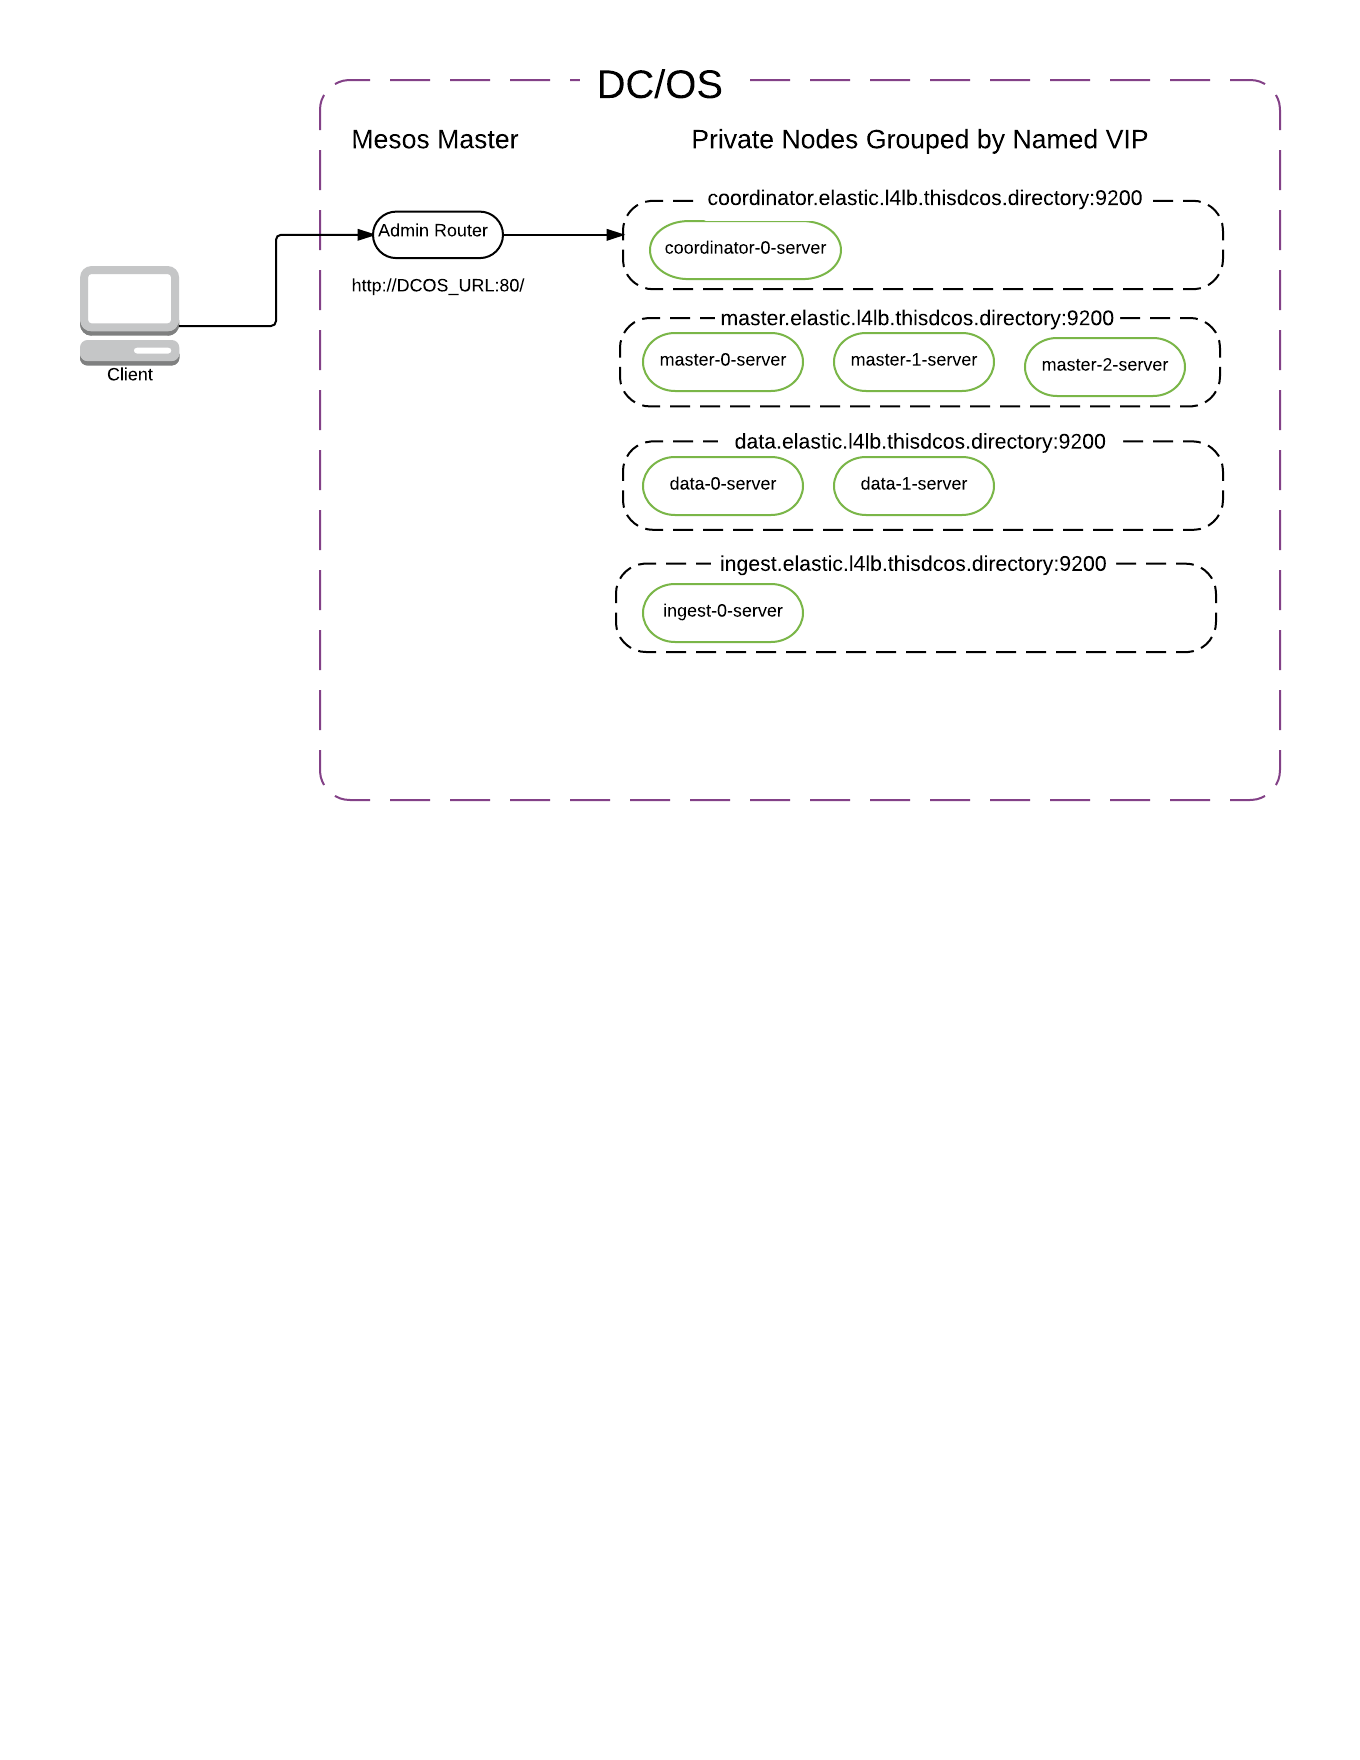 DC/OS
Mesos Master
Private Nodes Grouped by Named VIP
coordinator.elastic.l4lb.thisdcos.directory:9200
Admin Router
coordinator-0-server
http://DCOS_URL:80/
Client
master.elastic.l4lb.thisdcos.directory:9200
master-0-server
master-1-server
master-2-server
data.elastic.l4lb.thisdcos.directory:9200
data-0-server
data-1-server
ingest.elastic.l4lb.thisdcos.directory:9200
ingest-0-server